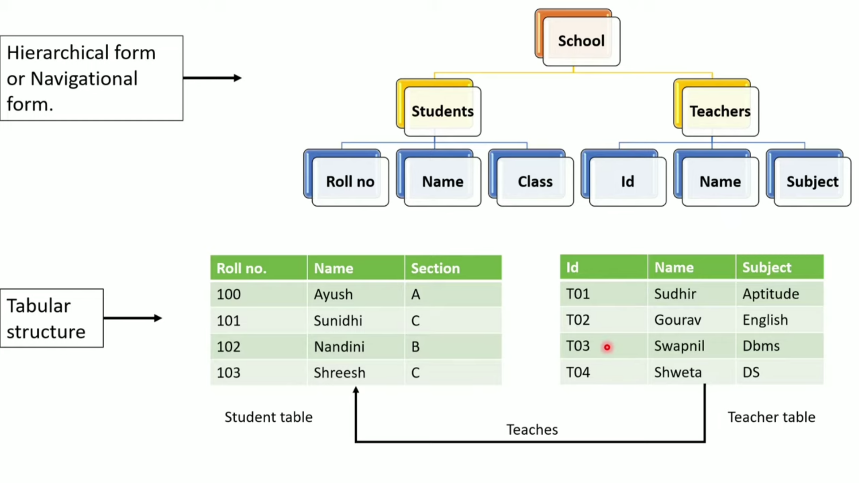 Hierarchical form
or Navigational
form.
School
Students
Teachers
Roll no
Name
Class
Id
Name
Subject
Tabular
structure
Roll no. Name Section
100 Ayush A
101 Sunidhi C
102 Nandini B
103 Shreesh C
Student table
Id Name Subject
T01 Sudhir Aptitude
T02 Gourav English
T03 Swapnil Dbms
T04 Shweta DS
Teacher table
Teaches